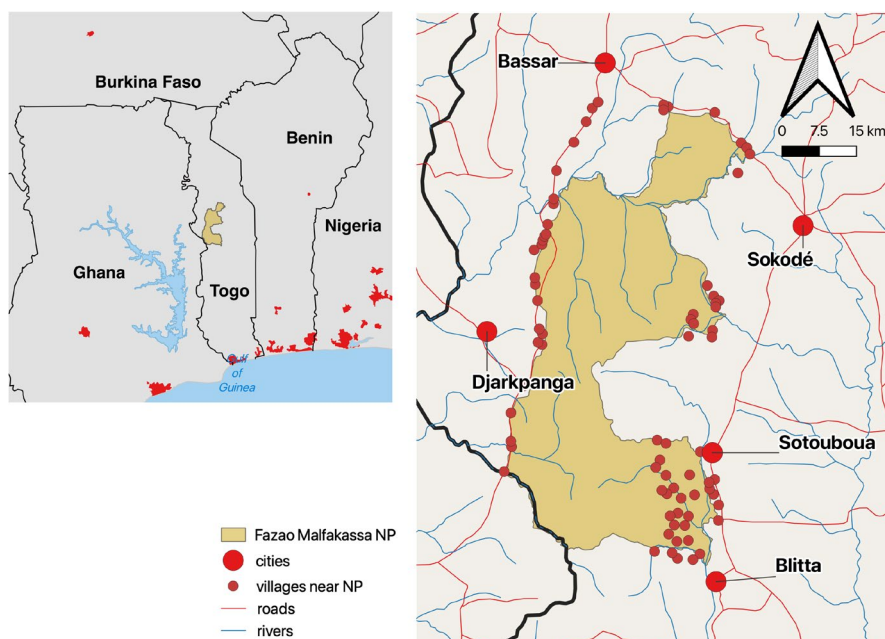 Burkina Faso
Benin
Nigeria
Ghana
Togo
Gulf
of
Guinea
Bassar
0 7.5 15 km
Sokodé
Djarkpanga
Sotouboua
Blitta
Fazao Malfakassa NP
cities
villages near NP
roads
rivers